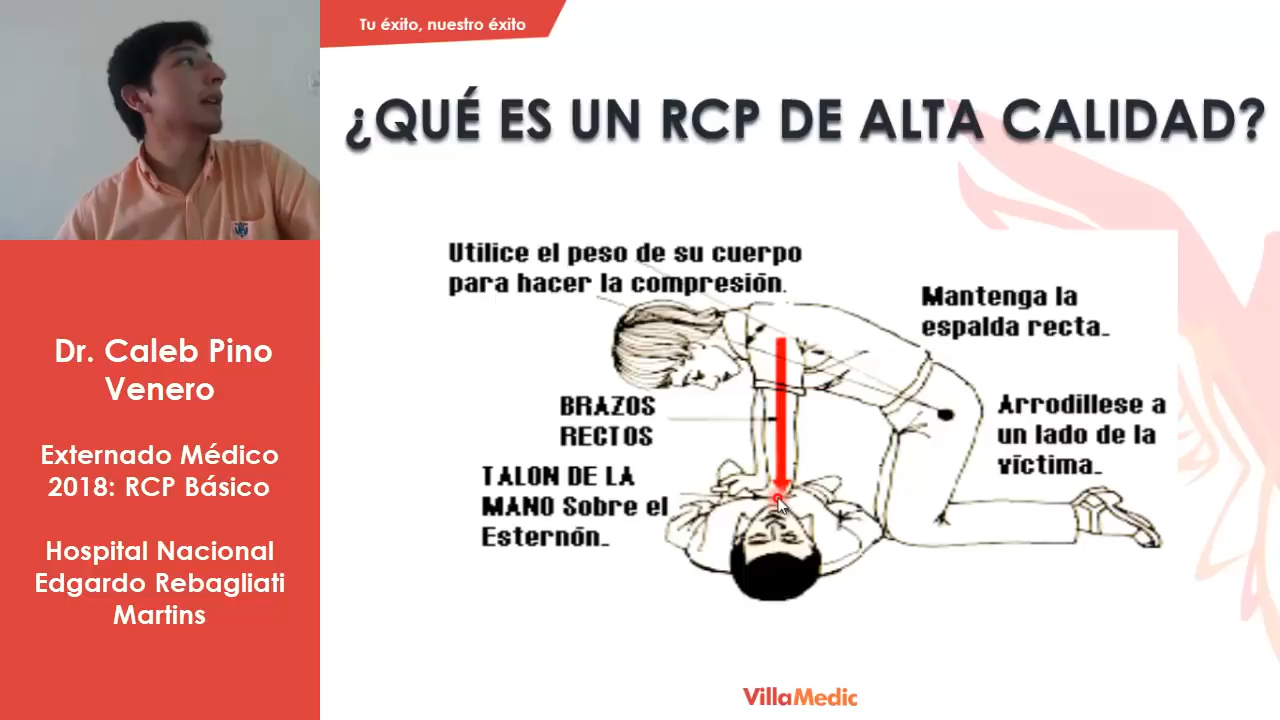 Tu éxito, nuestro éxito
¿QUÉ ES UN RCP DE ALTA CALIDAD?
Utilice el peso de su cuerpo
para hacer la compresión.
Mantenga la
espalda recta.
BRAZOS
RECTOS
Arrodillese a
un lado de la
víctima.
TALON DE LA
MANO Sobre el
Esternón.
Dr. Caleb Pino
Venero
Externado Médico
2018: RCP Básico
Hospital Nacional
Edgardo Rebagliati
Martins
VillaMedic